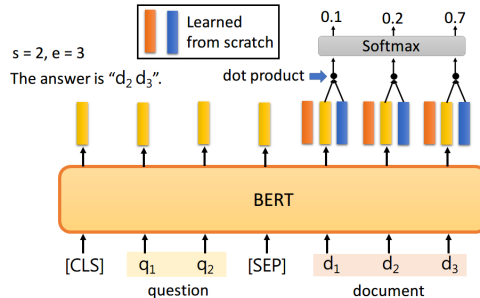 Learned
from scratch
0.1 0.2 0.7
Softmax
s = 2, e = 3
The answer is “d₂ d₃”.
dot product
BERT
[CLS] q₁ q₂ [SEP] d₁ d₂ d₃
question document